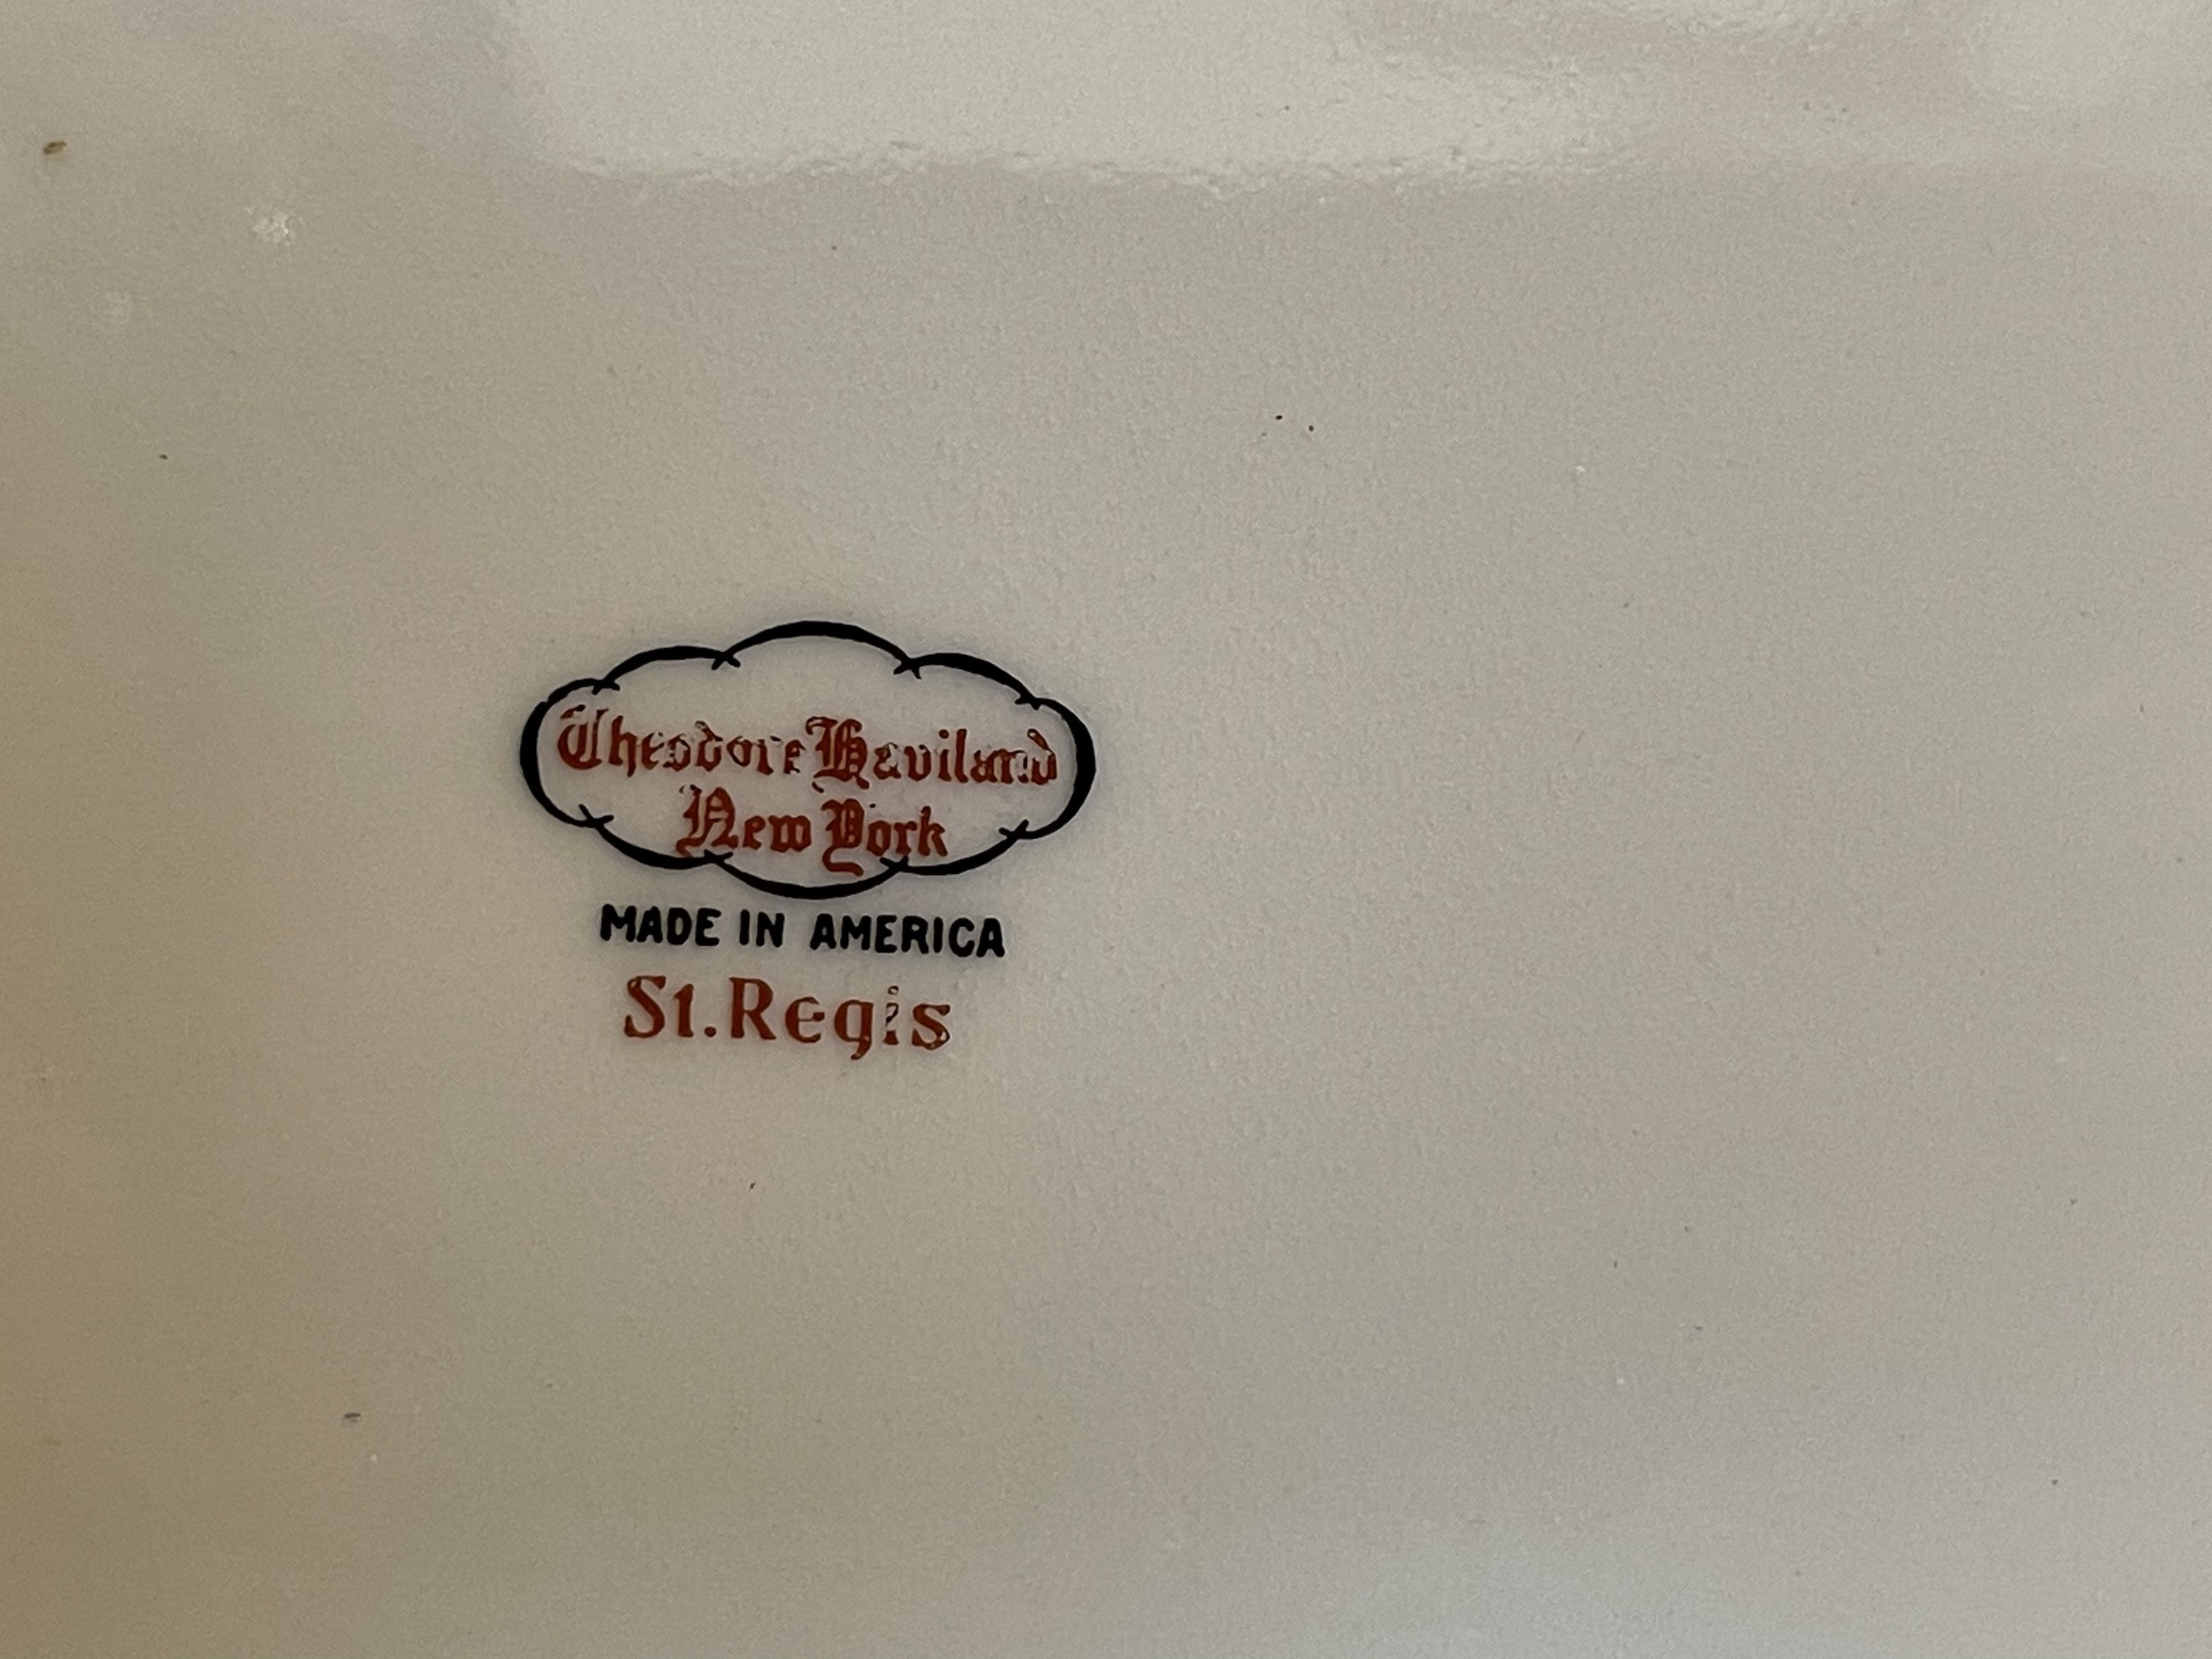 Theodore Haviland
New York
MADE IN AMERICA
St. Regis